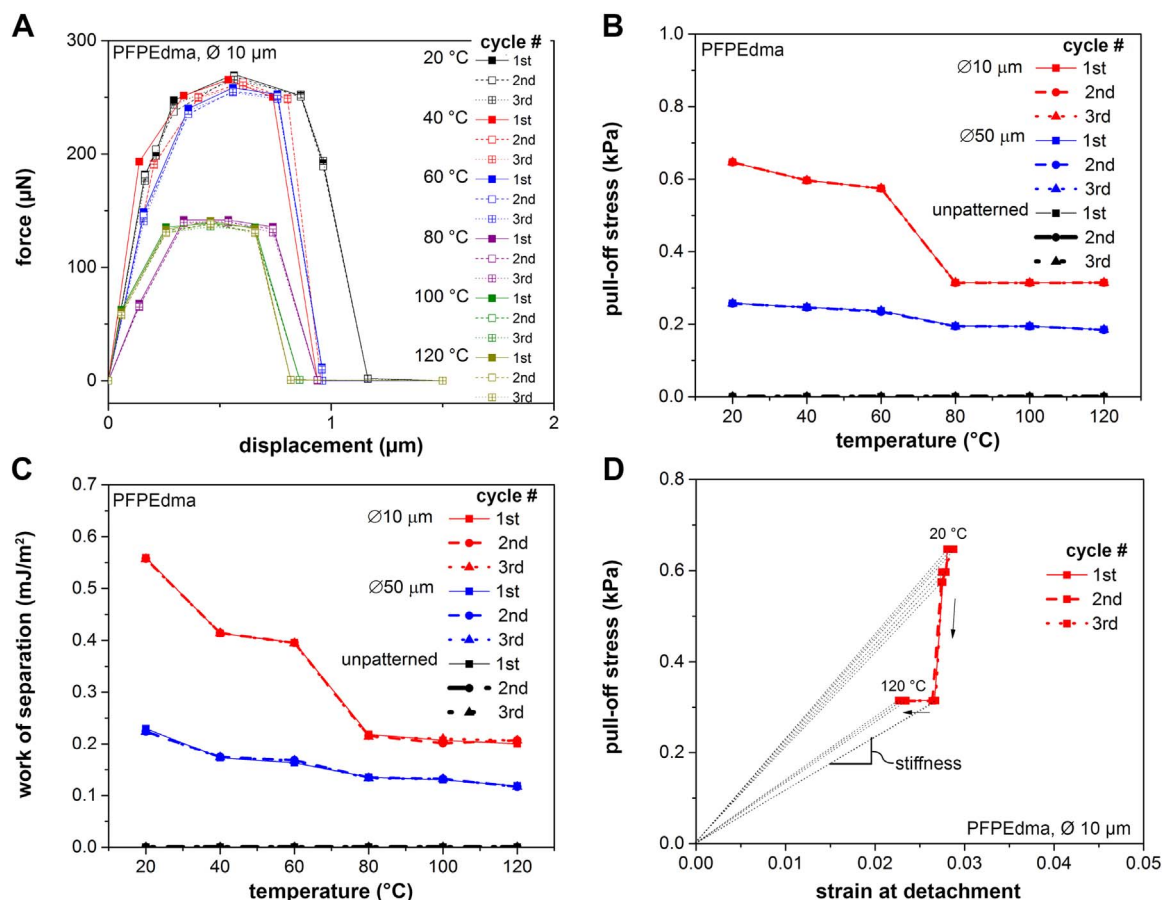 A
PFPEdma, Ø 10 µm
cycle #
20 °C
1st
2nd
3rd
40 °C
1st
2nd
3rd
60 °C
1st
2nd
3rd
80 °C
1st
2nd
3rd
100 °C
1st
2nd
3rd
120 °C
1st
2nd
3rd
300
200
100
0
force (µN)
0
1
2
displacement (µm)
B
PFPEdma
cycle #
Ø10 µm
1st
2nd
3rd
Ø50 µm
1st
2nd
3rd
unpatterned
1st
2nd
3rd
1.0
0.8
0.6
0.4
0.2
0.0
pull-off stress (kPa)
20
40
60
80
100
120
temperature (°C)
C
PFPEdma
cycle #
Ø10 µm
1st
2nd
3rd
Ø50 µm
1st
2nd
3rd
unpatterned
1st
2nd
3rd
0.7
0.6
0.5
0.4
0.3
0.2
0.1
0.0
work of separation (mJ/m²)
20
40
60
80
100
120
temperature (°C)
D
20 °C
cycle #
1st
2nd
3rd
120 °C
stiffness
PFPEdma, Ø 10 µm
0.8
0.6
0.4
0.2
0.0
pull-off stress (kPa)
0.00
0.01
0.02
0.03
0.04
0.05
strain at detachment